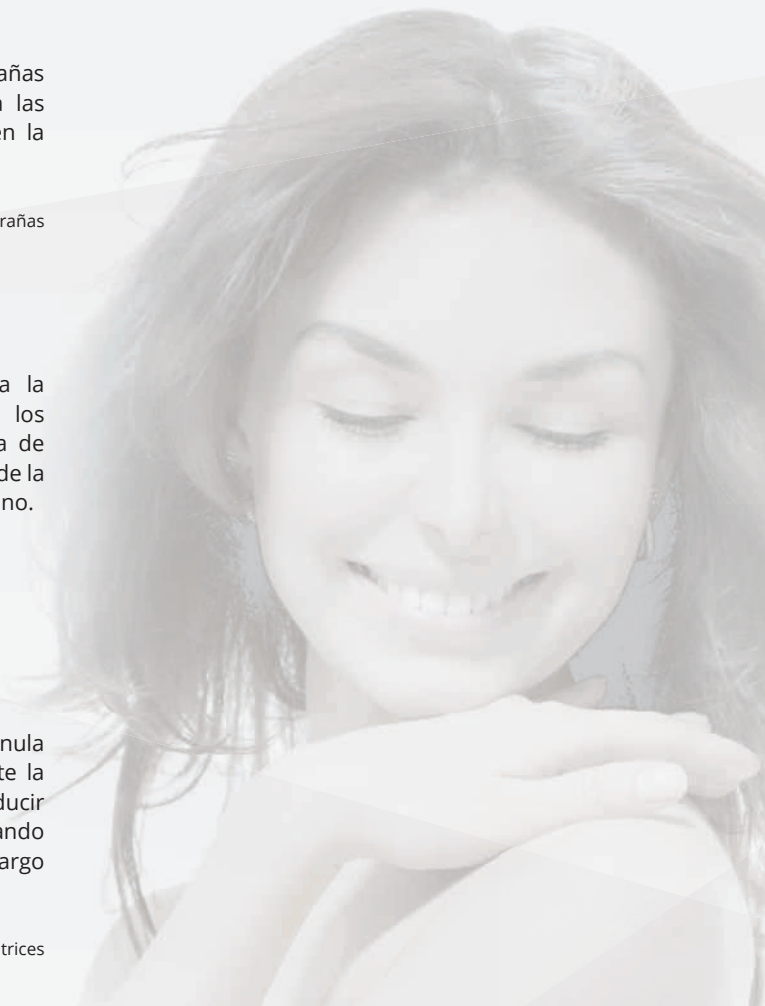 añas
las
en la
rañas
a la
los
a de
de la
no.
nula
te la
ducir
ando
argo
trices